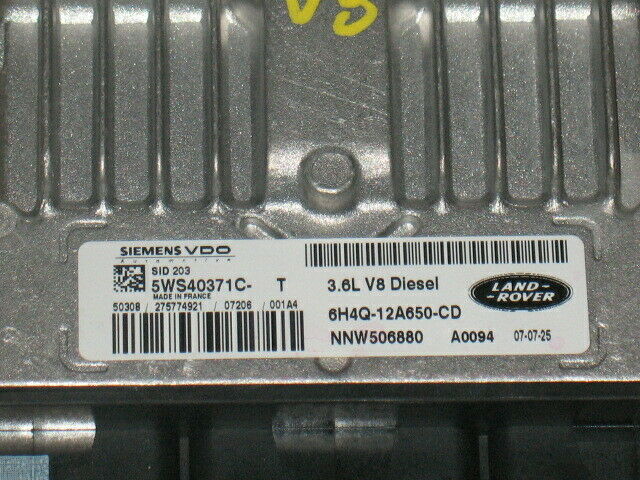 V8
SIEMENS VDO
Automotive
SID 203
5WS40371C- T
MADE IN FRANCE
50308 / 275774921 / 07206 / 001A4
3.6L V8 Diesel
6H4Q-12A650-CD
NNW506880 A0094 07-07-25
LAND-
-ROVER